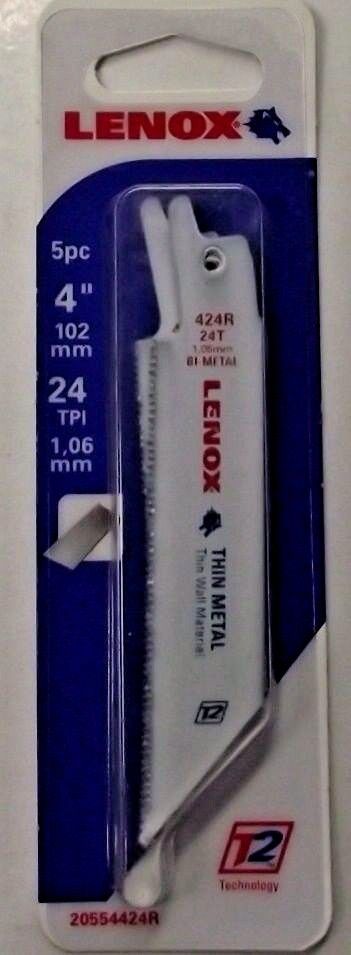 LENOX
5pc
4"
102
mm
24
TPI
1,06
mm
424R
24T
1.06mm
BI-METAL
LENOX
THIN METAL
Thin Wall Material
T2
T2
Technology
20554424R